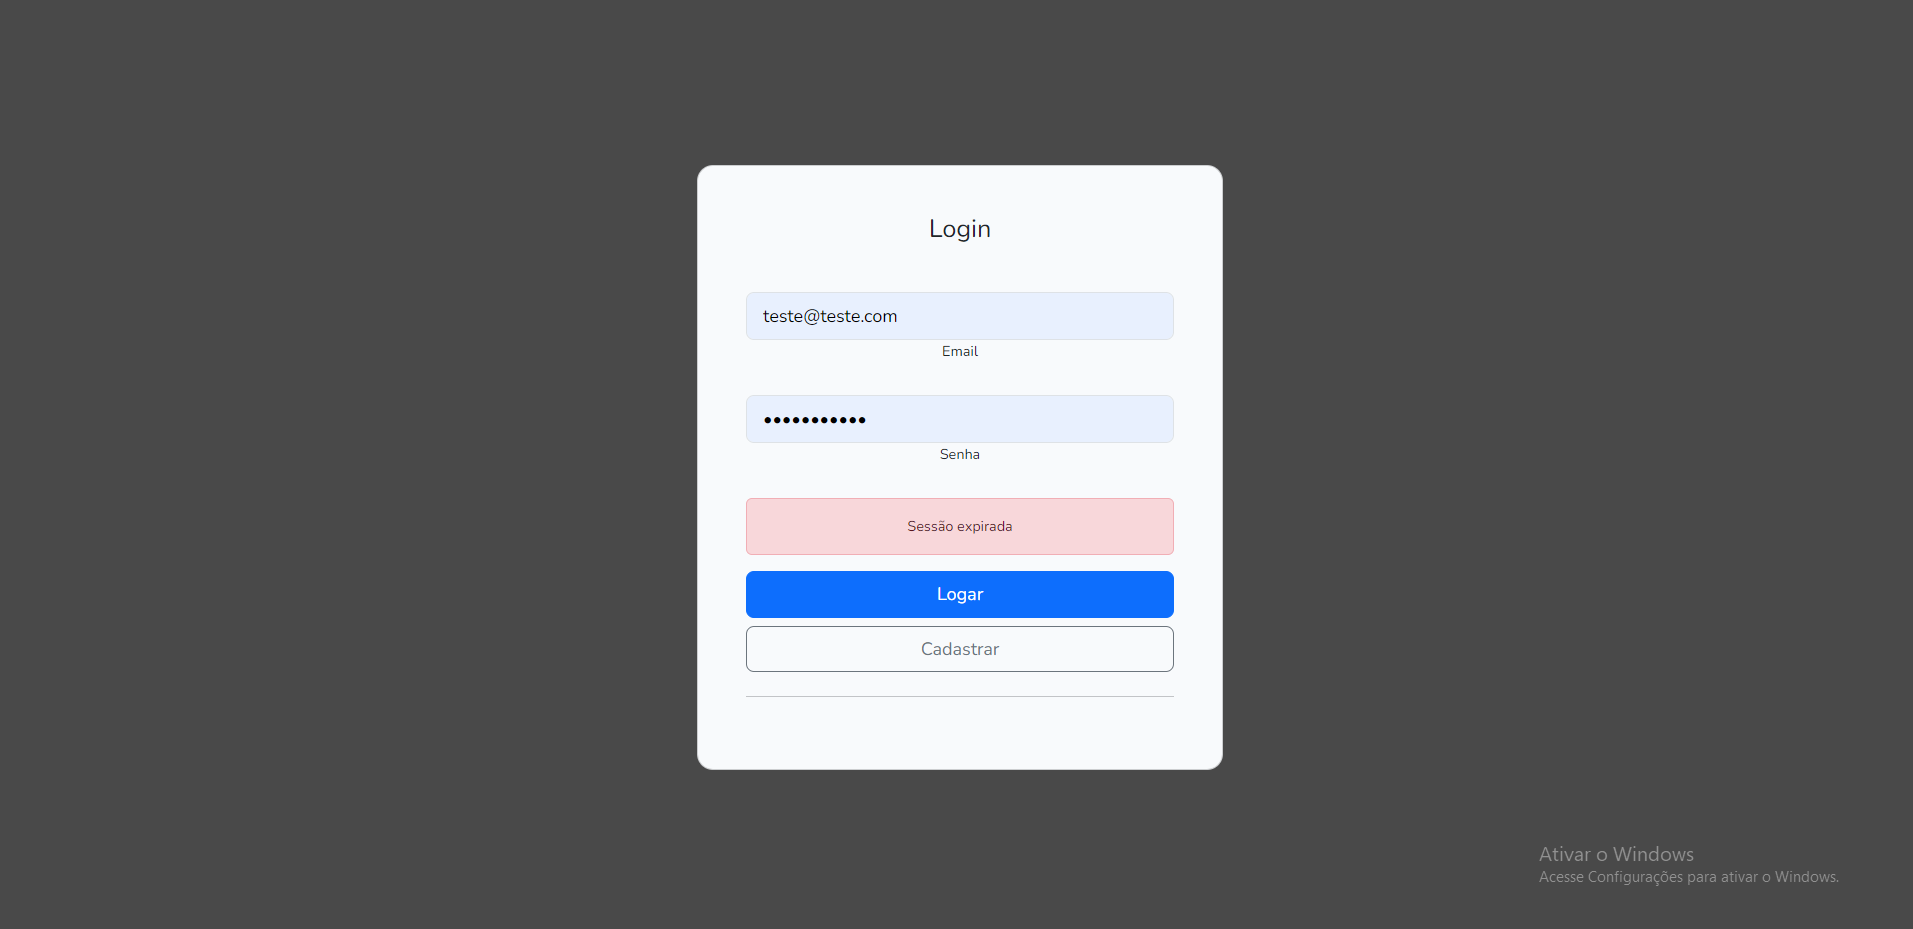 Login
teste@teste.com
Email
•••••••••••
Senha
Sessão expirada
Logar
Cadastrar
Ativar o Windows
Acesse Configurações para ativar o Windows.